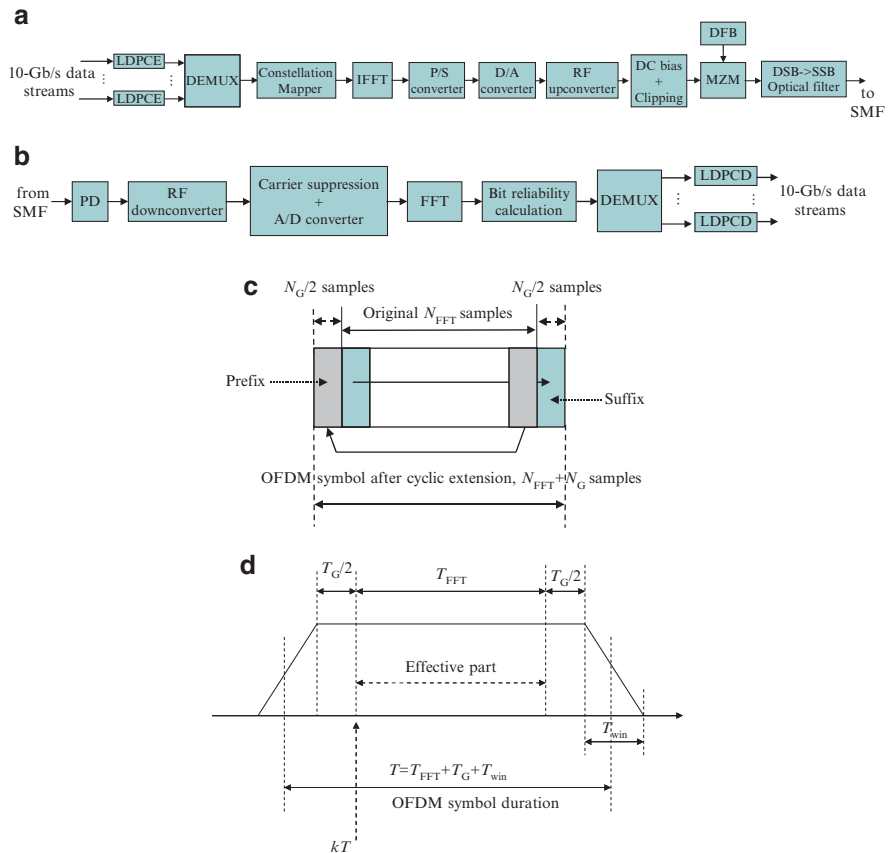 a
10-Gb/s data
streams
LDPCE
⋮
⋮
LDPCE
DEMUX
Constellation
Mapper
IFFT
P/S
converter
D/A
converter
RF
upconverter
DC bias
+
Clipping
DFB
MZM
DSB->SSB
Optical filter
to
SMF
b
from
SMF
PD
RF
downconverter
Carrier suppression
+
A/D converter
FFT
Bit reliability
calculation
DEMUX
LDPCD
⋮
⋮
LDPCD
10-Gb/s data
streams
c
N_G/2 samples
N_G/2 samples
Original N_FFT samples
Prefix
Suffix
OFDM symbol after cyclic extension, N_FFT+N_G samples
d
T_G/2
T_FFT
T_G/2
Effective part
T_win
T=T_FFT+T_G+T_win
OFDM symbol duration
kT